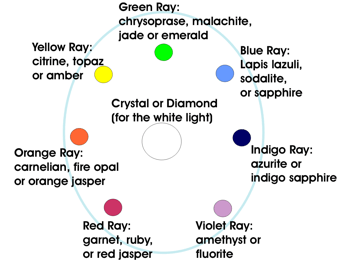 Green Ray:
chrysoprase, malachite,
jade or emerald
Yellow Ray:
citrine, topaz
or amber
Blue Ray:
Lapis lazuli,
sodalite,
or sapphire
Crystal or Diamond
(for the white light)
Orange Ray:
carnelian, fire opal
or orange jasper
Indigo Ray:
azurite or
indigo sapphire
Red Ray:
garnet, ruby,
or red jasper
Violet Ray:
amethyst or
fluorite